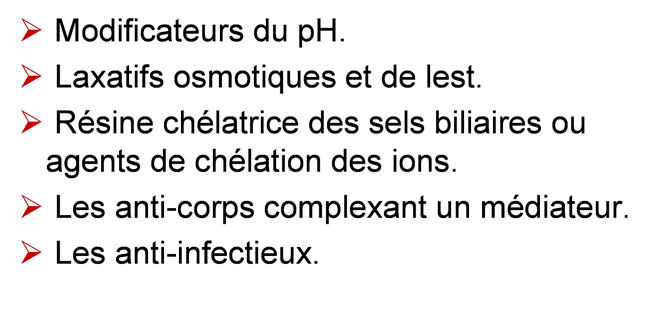 ➢ Modificateurs du pH.
➢ Laxatifs osmotiques et de lest.
➢ Résine chélatrice des sels biliaires ou
agents de chélation des ions.
➢ Les anti-corps complexant un médiateur.
➢ Les anti-infectieux.